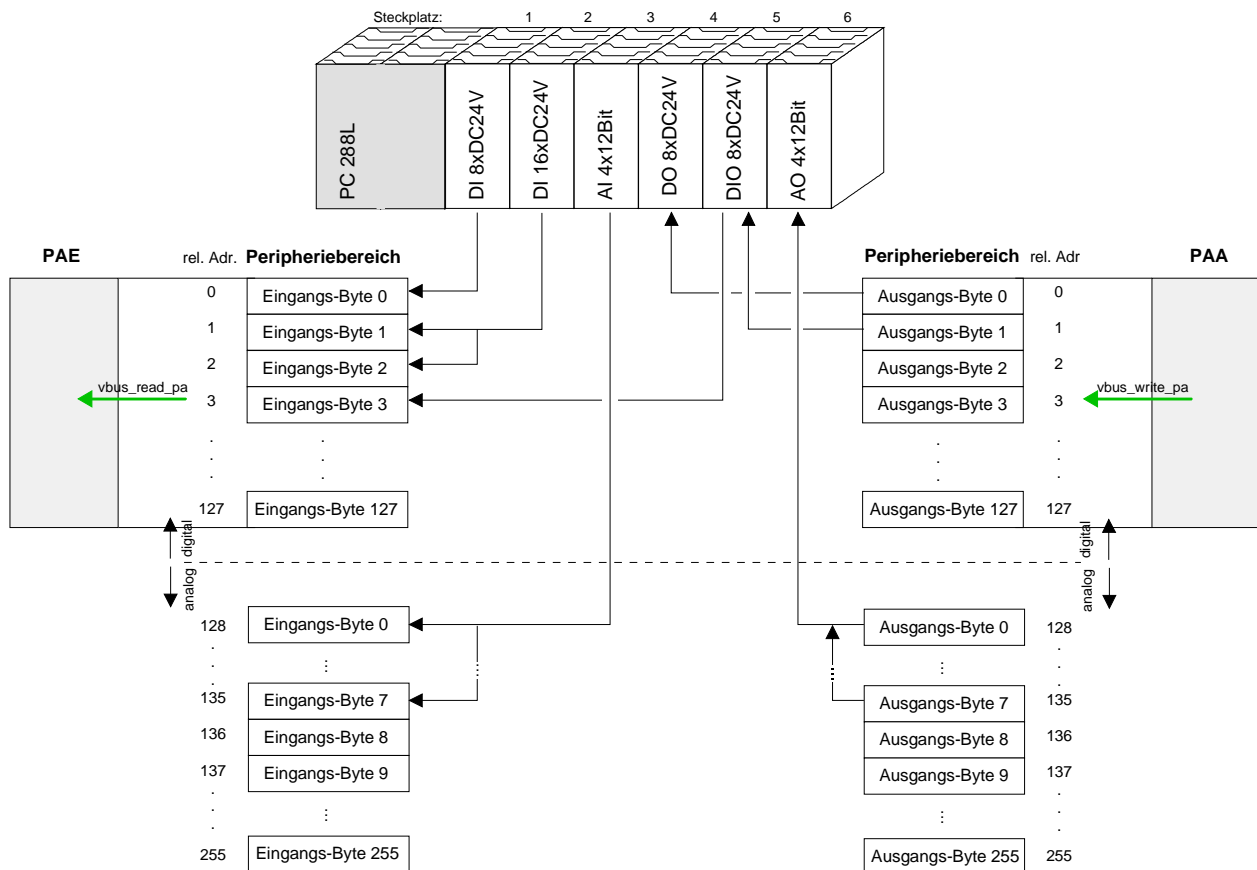 Steckplatz: 1 2 3 4 5 6
PC 288L
DI 8xDC24V
DI 16xDC24V
AI 4x12Bit
DO 8xDC24V
DIO 8xDC24V
AO 4x12Bit
PAE rel. Adr. Peripheriebereich
0 Eingangs-Byte 0
1 Eingangs-Byte 1
2 Eingangs-Byte 2
vbus_read_pa
3 Eingangs-Byte 3
. .
. .
. .
127 Eingangs-Byte 127
digital
analog
128 Eingangs-Byte 0
. ...
. 
.
135 Eingangs-Byte 7
136 Eingangs-Byte 8
137 Eingangs-Byte 9
. ...
.
.
255 Eingangs-Byte 255
Peripheriebereich rel. Adr PAA
Ausgangs-Byte 0 0
Ausgangs-Byte 1 1
Ausgangs-Byte 2 2
vbus_write_pa
Ausgangs-Byte 3 3
. .
. .
. .
Ausgangs-Byte 127 127
digital
analog
Ausgangs-Byte 0 128
... .
.
.
Ausgangs-Byte 7 135
Ausgangs-Byte 8 136
Ausgangs-Byte 9 137
... .
.
.
Ausgangs-Byte 255 255